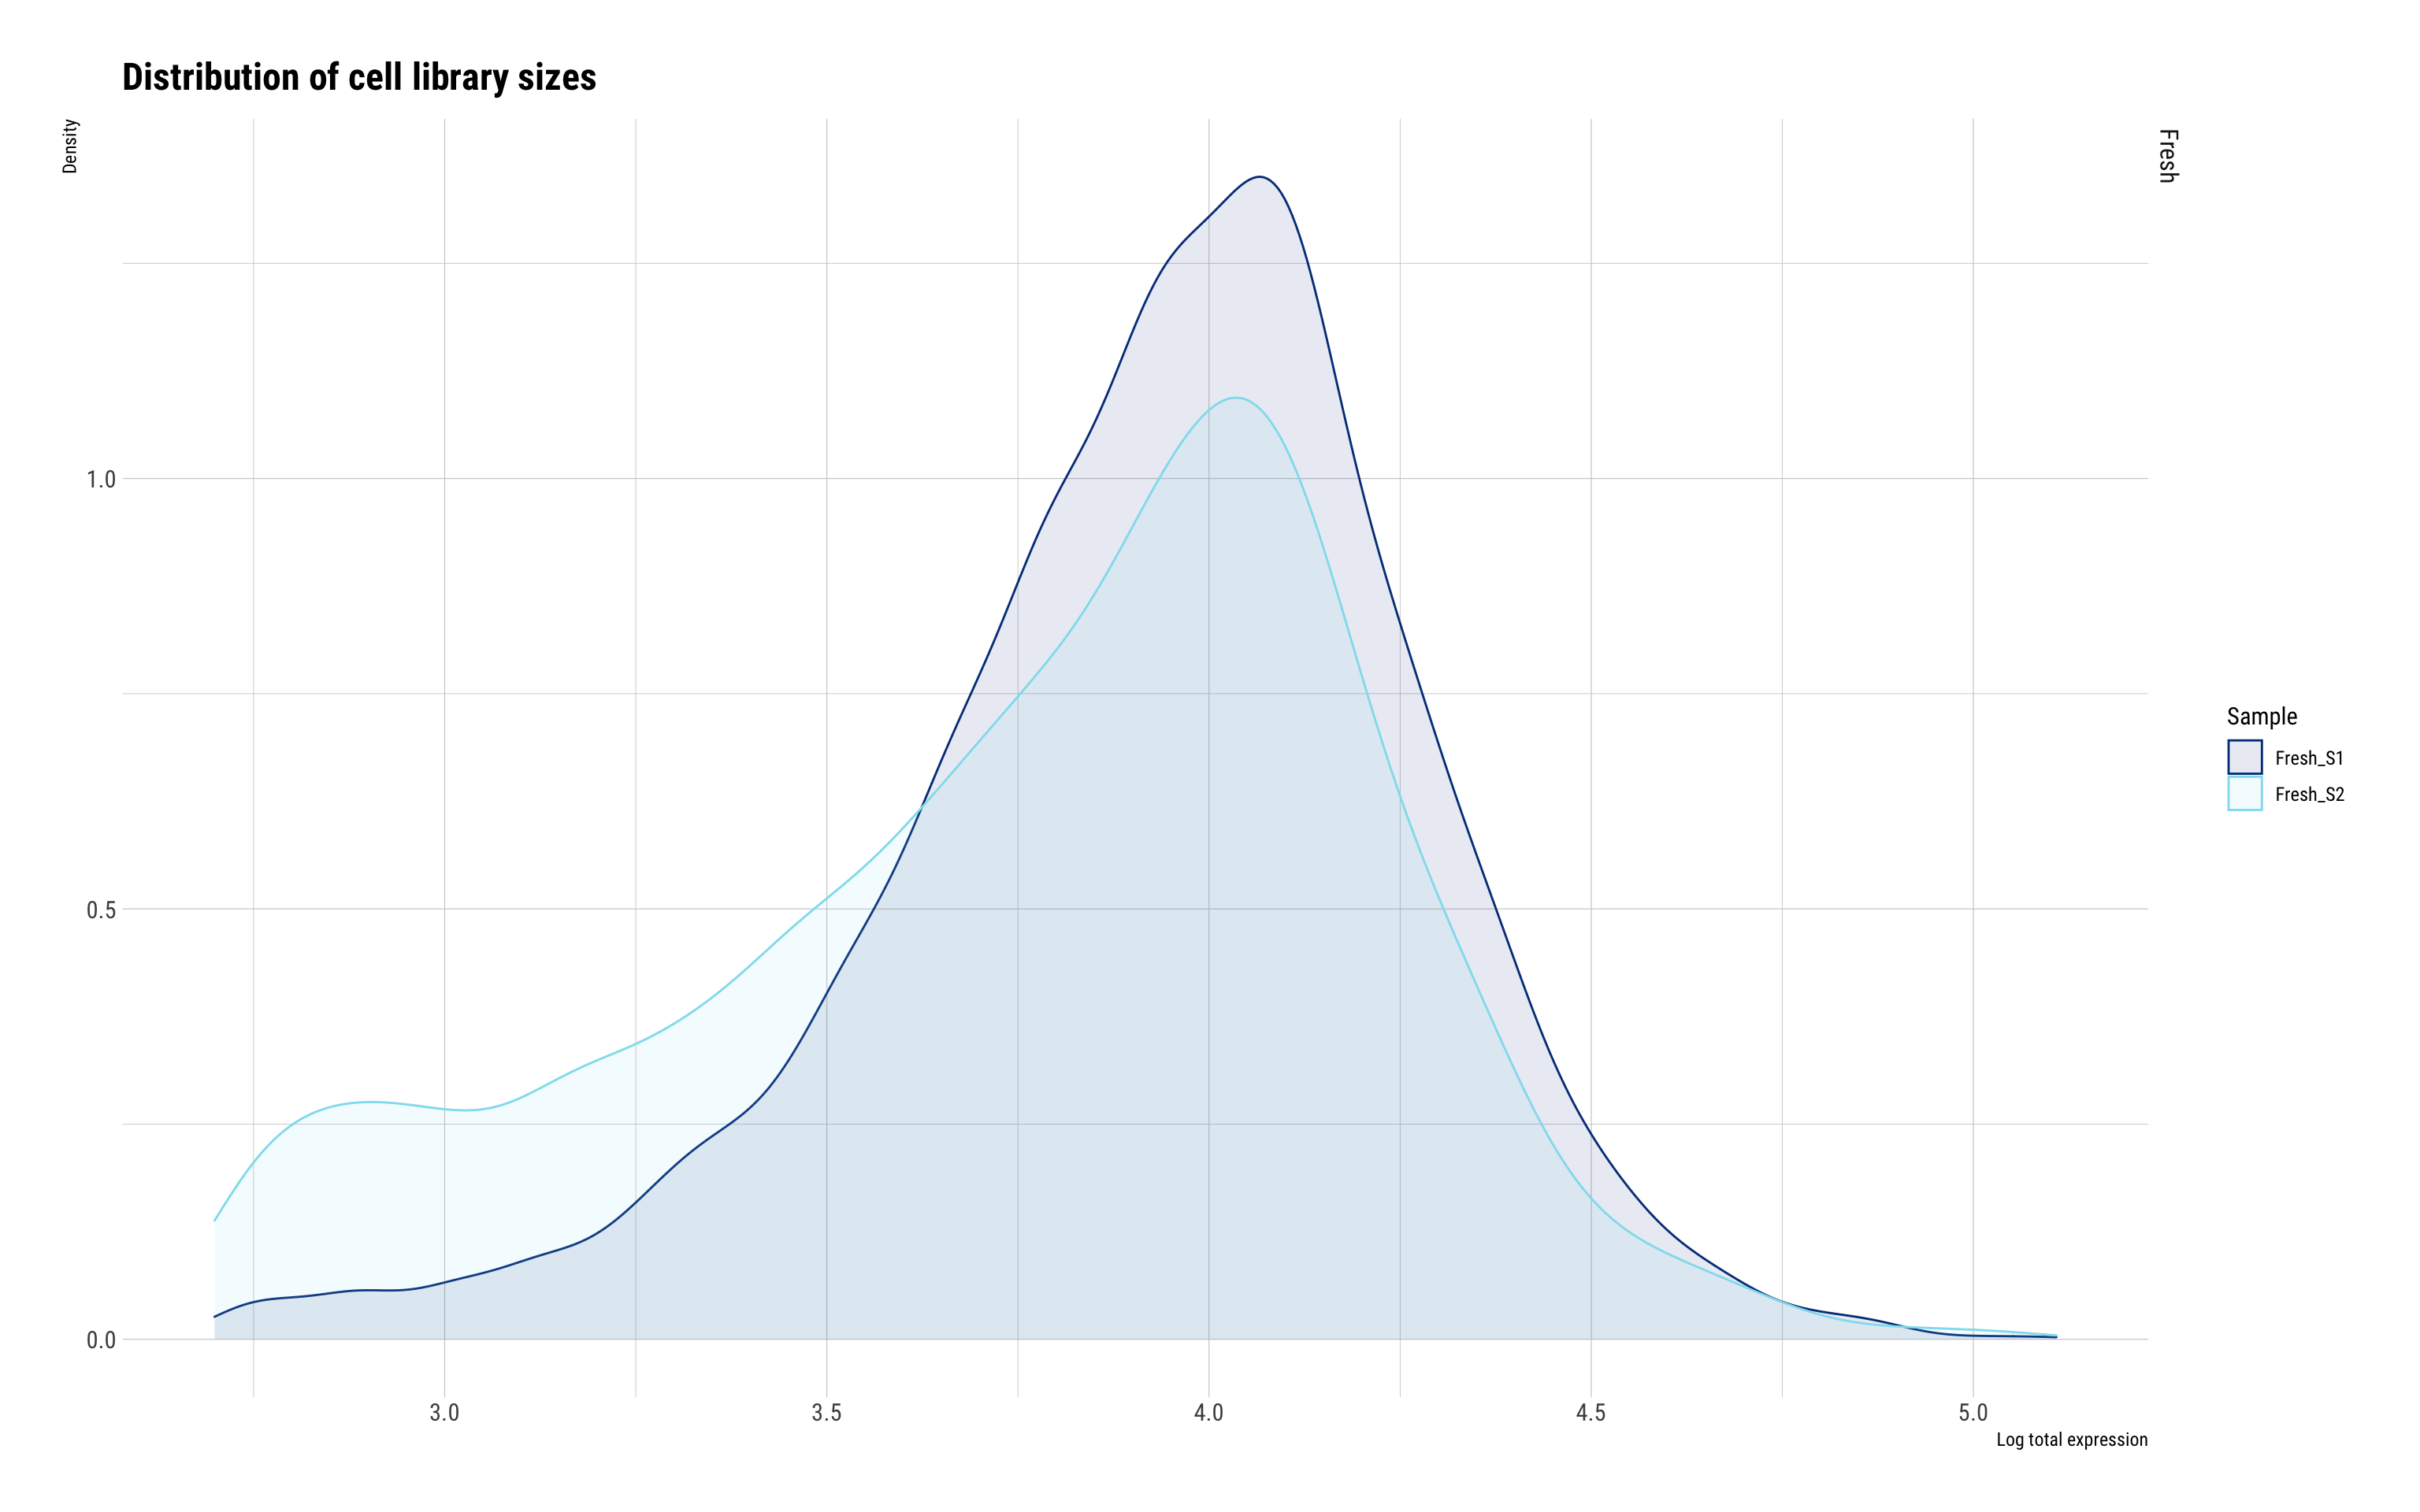 Distribution of cell library sizes
Density
Fresh
1.0
0.5
0.0
3.0
3.5
4.0
4.5
5.0
Log total expression
Sample
Fresh_S1
Fresh_S2